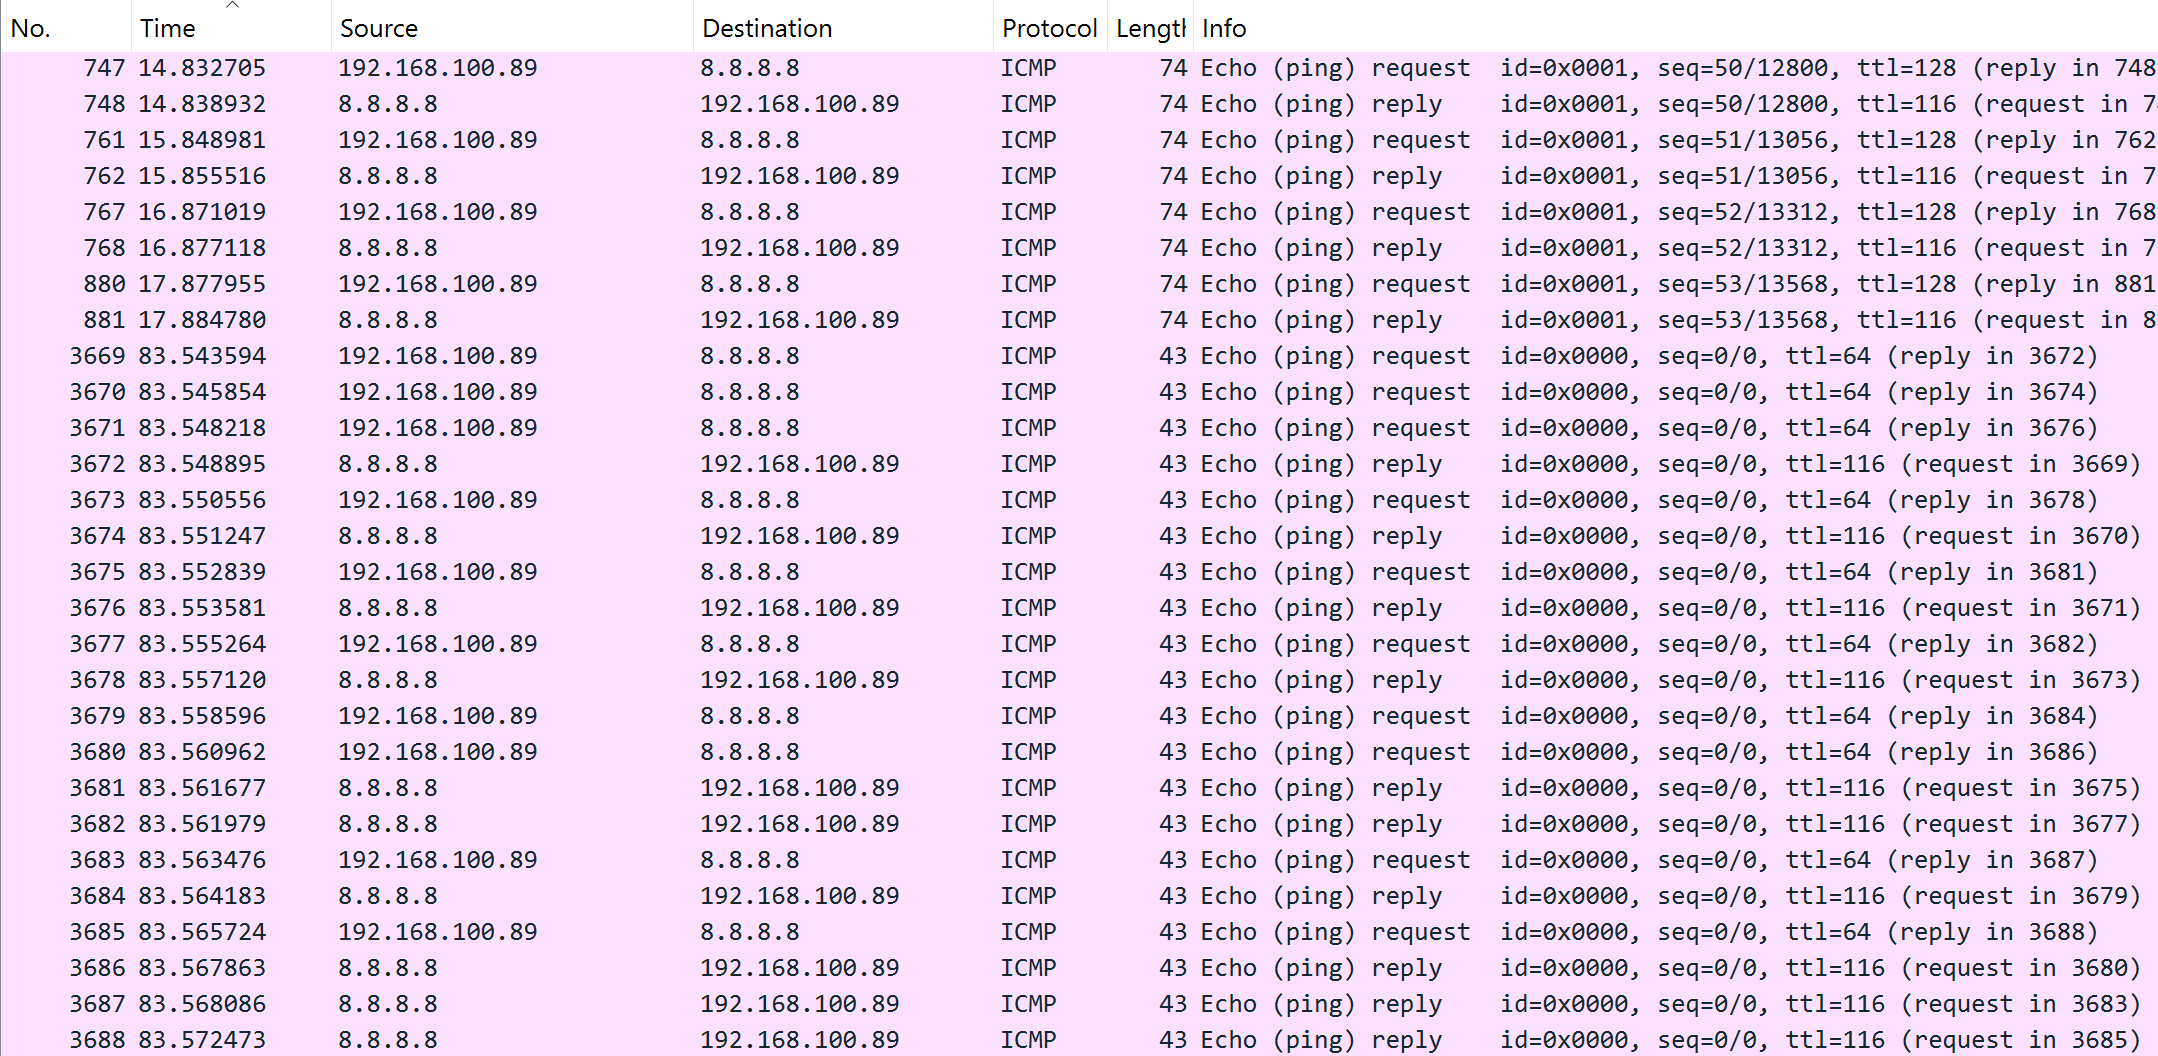 No. Time Source Destination Protocol Length Info
747 14.832705 192.168.100.89 8.8.8.8 ICMP 74 Echo (ping) request id=0x0001, seq=50/12800, ttl=128 (reply in 748
748 14.838932 8.8.8.8 192.168.100.89 ICMP 74 Echo (ping) reply id=0x0001, seq=50/12800, ttl=116 (request in 74
761 15.848981 192.168.100.89 8.8.8.8 ICMP 74 Echo (ping) request id=0x0001, seq=51/13056, ttl=128 (reply in 762
762 15.855516 8.8.8.8 192.168.100.89 ICMP 74 Echo (ping) reply id=0x0001, seq=51/13056, ttl=116 (request in 7
767 16.871019 192.168.100.89 8.8.8.8 ICMP 74 Echo (ping) request id=0x0001, seq=52/13312, ttl=128 (reply in 768
768 16.877118 8.8.8.8 192.168.100.89 ICMP 74 Echo (ping) reply id=0x0001, seq=52/13312, ttl=116 (request in 7
880 17.877955 192.168.100.89 8.8.8.8 ICMP 74 Echo (ping) request id=0x0001, seq=53/13568, ttl=128 (reply in 881
881 17.884780 8.8.8.8 192.168.100.89 ICMP 74 Echo (ping) reply id=0x0001, seq=53/13568, ttl=116 (request in 8
3669 83.543594 192.168.100.89 8.8.8.8 ICMP 43 Echo (ping) request id=0x0000, seq=0/0, ttl=64 (reply in 3672)
3670 83.545854 192.168.100.89 8.8.8.8 ICMP 43 Echo (ping) request id=0x0000, seq=0/0, ttl=64 (reply in 3674)
3671 83.548218 192.168.100.89 8.8.8.8 ICMP 43 Echo (ping) request id=0x0000, seq=0/0, ttl=64 (reply in 3676)
3672 83.548895 8.8.8.8 192.168.100.89 ICMP 43 Echo (ping) reply id=0x0000, seq=0/0, ttl=116 (request in 3669)
3673 83.550556 192.168.100.89 8.8.8.8 ICMP 43 Echo (ping) request id=0x0000, seq=0/0, ttl=64 (reply in 3678)
3674 83.551247 8.8.8.8 192.168.100.89 ICMP 43 Echo (ping) reply id=0x0000, seq=0/0, ttl=116 (request in 3670)
3675 83.552839 192.168.100.89 8.8.8.8 ICMP 43 Echo (ping) request id=0x0000, seq=0/0, ttl=64 (reply in 3681)
3676 83.553581 8.8.8.8 192.168.100.89 ICMP 43 Echo (ping) reply id=0x0000, seq=0/0, ttl=116 (request in 3671)
3677 83.555264 192.168.100.89 8.8.8.8 ICMP 43 Echo (ping) request id=0x0000, seq=0/0, ttl=64 (reply in 3682)
3678 83.557120 8.8.8.8 192.168.100.89 ICMP 43 Echo (ping) reply id=0x0000, seq=0/0, ttl=116 (request in 3673)
3679 83.558596 192.168.100.89 8.8.8.8 ICMP 43 Echo (ping) request id=0x0000, seq=0/0, ttl=64 (reply in 3684)
3680 83.560962 192.168.100.89 8.8.8.8 ICMP 43 Echo (ping) request id=0x0000, seq=0/0, ttl=64 (reply in 3686)
3681 83.561677 8.8.8.8 192.168.100.89 ICMP 43 Echo (ping) reply id=0x0000, seq=0/0, ttl=116 (request in 3675)
3682 83.561979 8.8.8.8 192.168.100.89 ICMP 43 Echo (ping) reply id=0x0000, seq=0/0, ttl=116 (request in 3677)
3683 83.563476 192.168.100.89 8.8.8.8 ICMP 43 Echo (ping) request id=0x0000, seq=0/0, ttl=64 (reply in 3687)
3684 83.564183 8.8.8.8 192.168.100.89 ICMP 43 Echo (ping) reply id=0x0000, seq=0/0, ttl=116 (request in 3679)
3685 83.565724 192.168.100.89 8.8.8.8 ICMP 43 Echo (ping) request id=0x0000, seq=0/0, ttl=64 (reply in 3688)
3686 83.567863 8.8.8.8 192.168.100.89 ICMP 43 Echo (ping) reply id=0x0000, seq=0/0, ttl=116 (request in 3680)
3687 83.568086 8.8.8.8 192.168.100.89 ICMP 43 Echo (ping) reply id=0x0000, seq=0/0, ttl=116 (request in 3683)
3688 83.572473 8.8.8.8 192.168.100.89 ICMP 43 Echo (ping) reply id=0x0000, seq=0/0, ttl=116 (request in 3685)